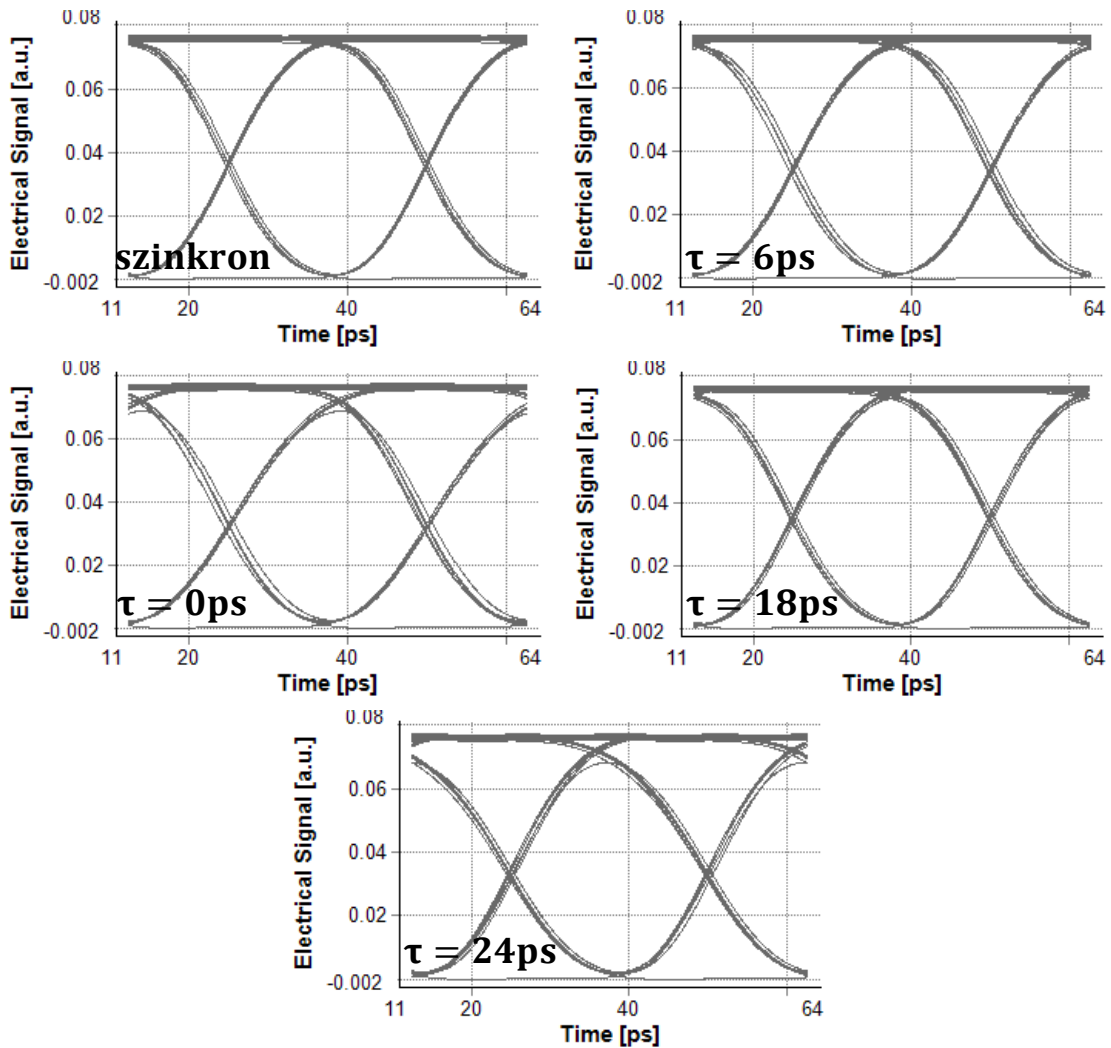 0.08
0.06
0.04
0.02
-0.002
Electrical Signal [a.u.]
szinkron
11 20 40 64
Time [ps]
0.08
0.06
0.04
0.02
-0.002
Electrical Signal [a.u.]
τ = 6ps
11 20 40 64
Time [ps]
0.08
0.06
0.04
0.02
-0.002
Electrical Signal [a.u.]
τ = 0ps
11 20 40 64
Time [ps]
0.08
0.06
0.04
0.02
-0.002
Electrical Signal [a.u.]
τ = 18ps
11 20 40 64
Time [ps]
0.08
0.06
0.04
0.02
-0.002
Electrical Signal [a.u.]
τ = 24ps
11 20 40 64
Time [ps]